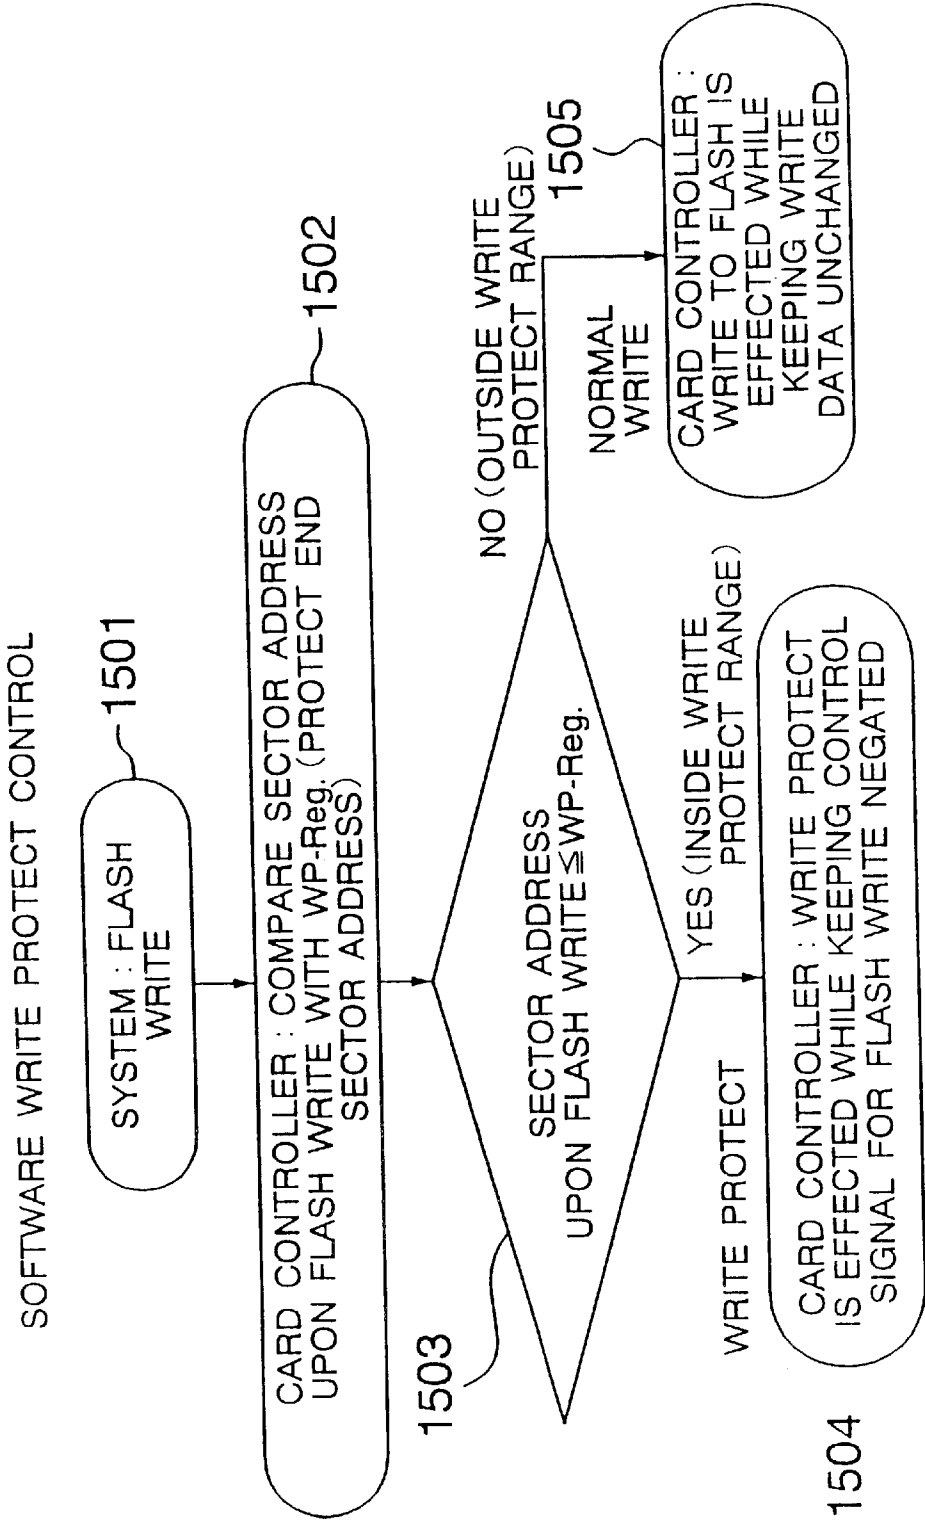 SOFTWARE WRITE PROTECT CONTROL
SYSTEM : FLASH
WRITE
1501
CARD CONTROLLER : COMPARE SECTOR ADDRESS
UPON FLASH WRITE WITH WP-Reg. (PROTECT END
SECTOR ADDRESS)
1502
SECTOR ADDRESS
UPON FLASH WRITE≦WP-Reg.
1503
NO (OUTSIDE WRITE
PROTECT RANGE)
NORMAL
WRITE
1505
CARD CONTROLLER :
WRITE TO FLASH IS
EFFECTED WHILE
KEEPING WRITE
DATA UNCHANGED
WRITE PROTECT
YES (INSIDE WRITE
PROTECT RANGE)
1504
CARD CONTROLLER : WRITE PROTECT
IS EFFECTED WHILE KEEPING CONTROL
SIGNAL FOR FLASH WRITE NEGATED